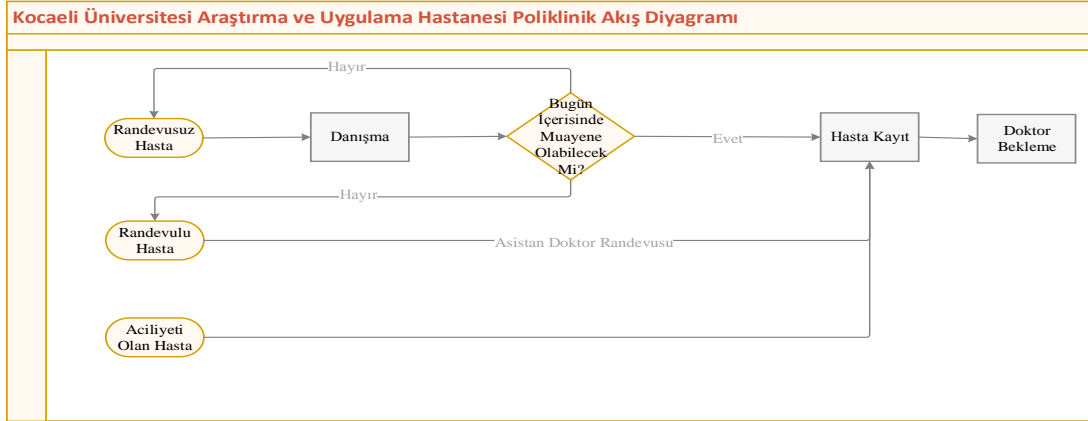 Kocaeli Üniversitesi Araştırma ve Uygulama Hastanesi Poliklinik Akış Diyagramı
Hayır
Randevusuz
Hasta
Danışma
Bugün
İçerisinde
Muayene
Olabilecek
Mi?
Evet
Hasta Kayıt
Doktor
Bekleme
Hayır
Randevulu
Hasta
Asistan Doktor Randevusu
Aciliyeti
Olan Hasta